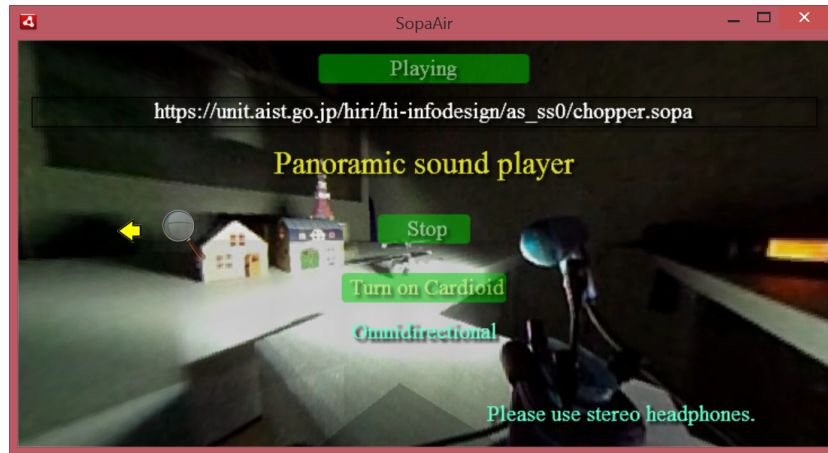 SopaAir
Playing
https://unit.aist.go.jp/hiri/hi-infodesign/as_ss0/chopper.sopa
Panoramic sound player
Stop
Turn on Cardioid
Omnidirectional
Please use stereo headphones.